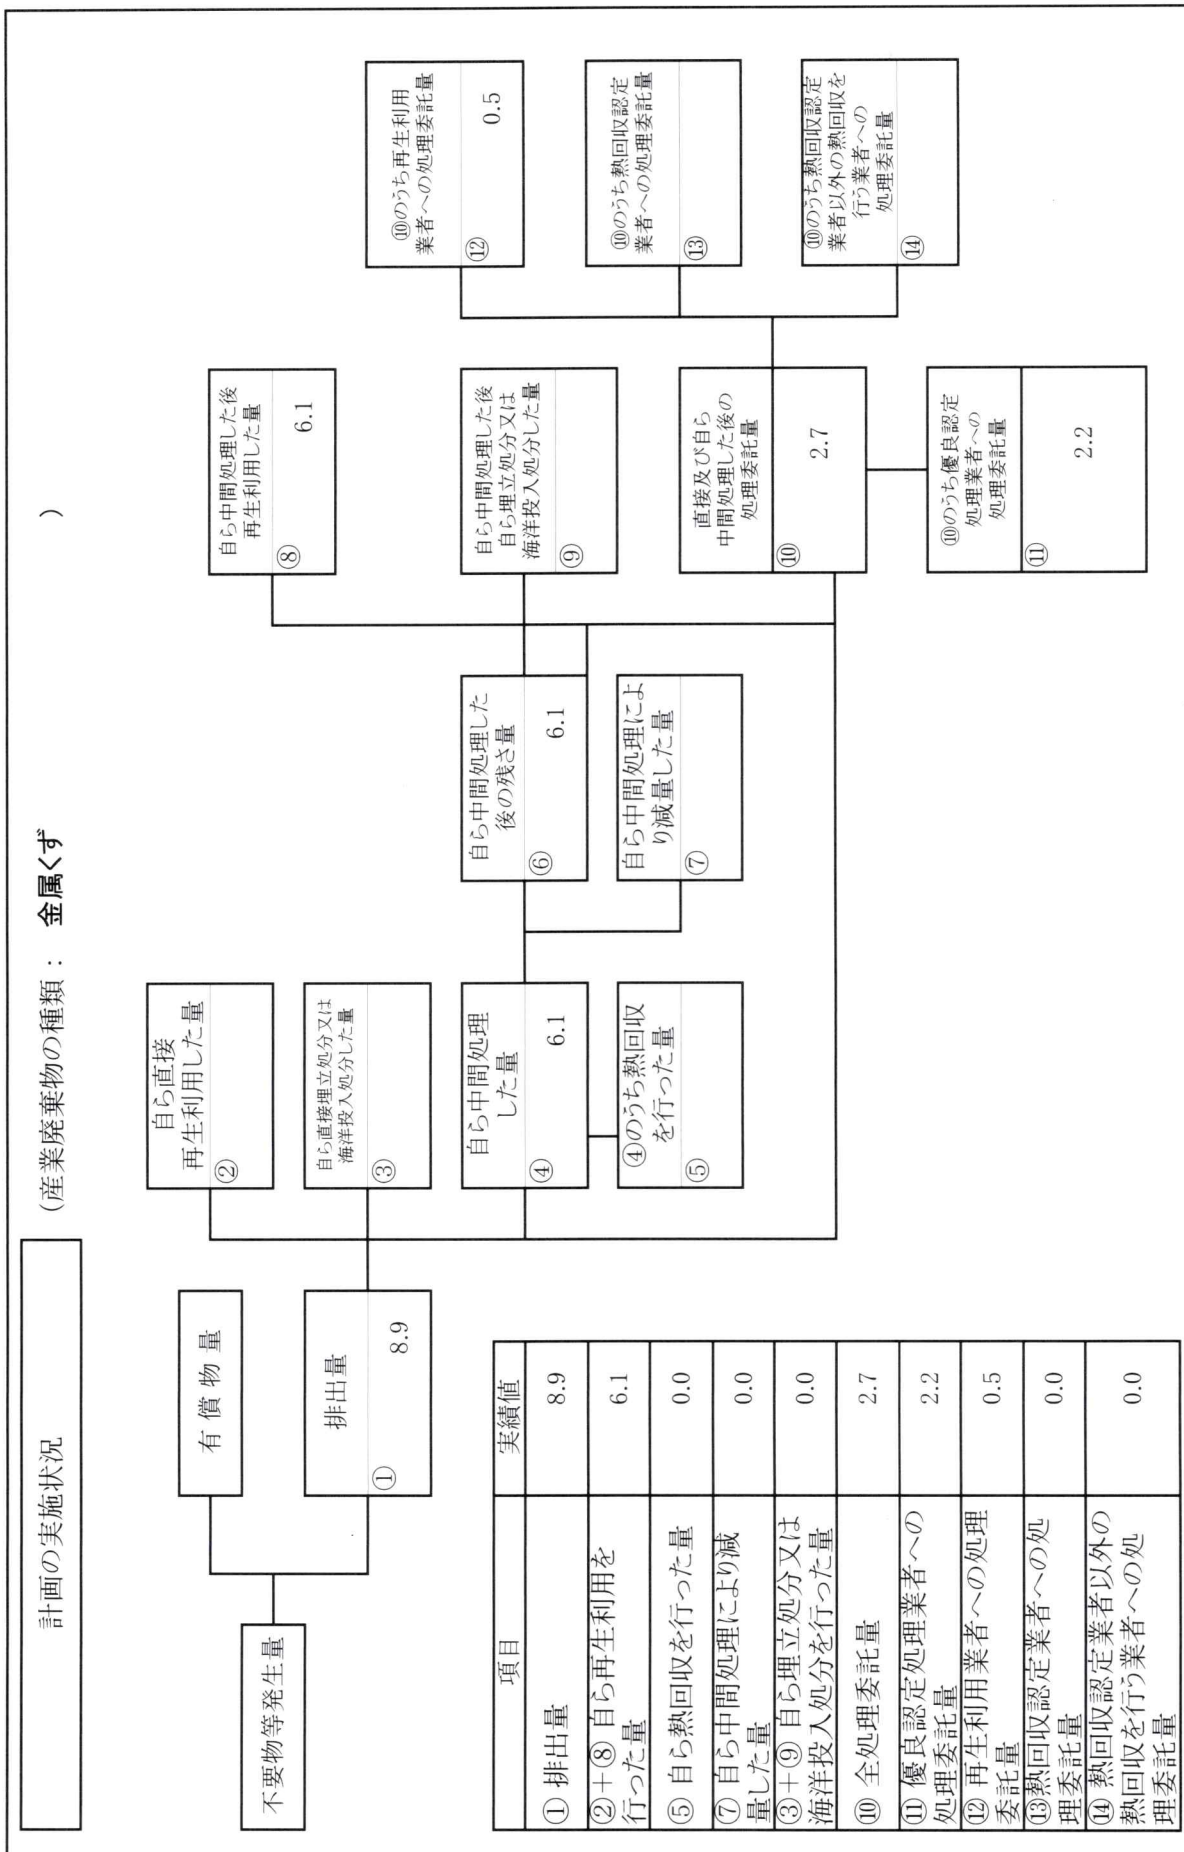 計画の実施状況
(産業廃棄物の種類： 金属くず )
不要物等発生量
有 償 物 量
排出量
①
8.9
自ら直接
再生利用した量
②
自ら直接埋立処分又は
海洋投入処分した量
③
自ら中間処理
した量
④
6.1
④のうち熱回収
を行った量
⑤
自ら中間処理した
後の残さ量
⑥
6.1
自ら中間処理によ
り減量した量
⑦
自ら中間処理した後
再生利用した量
⑧
6.1
自ら中間処理した後
自ら埋立処分又は
海洋投入処分した量
⑨
直接及び自ら
中間処理した後の
処理委託量
⑩
2.7
⑩のうち優良認定
処理業者への
処理委託量
⑪
2.2
⑩のうち再生利用
業者への処理委託量
⑫
0.5
⑩のうち熱回収認定
業者への処理委託量
⑬
⑩のうち熱回収認定
業者以外の熱回収を
行う業者への
処理委託量
⑭
項目 実績値
① 排出量 8.9
②＋⑧ 自ら再生利用を
行った量 6.1
⑤ 自ら熱回収を行った量 0.0
⑦ 自ら中間処理により減
量した量 0.0
③＋⑨ 自ら埋立処分又は
海洋投入処分を行った量 0.0
⑩ 全処理委託量 2.7
⑪ 優良認定処理業者への
処理委託量 2.2
⑫ 再生利用業者への処理
委託量 0.5
⑬熱回収認定業者への処
理委託量 0.0
⑭ 熱回収認定業者以外の
熱回収を行う業者への処
理委託量 0.0